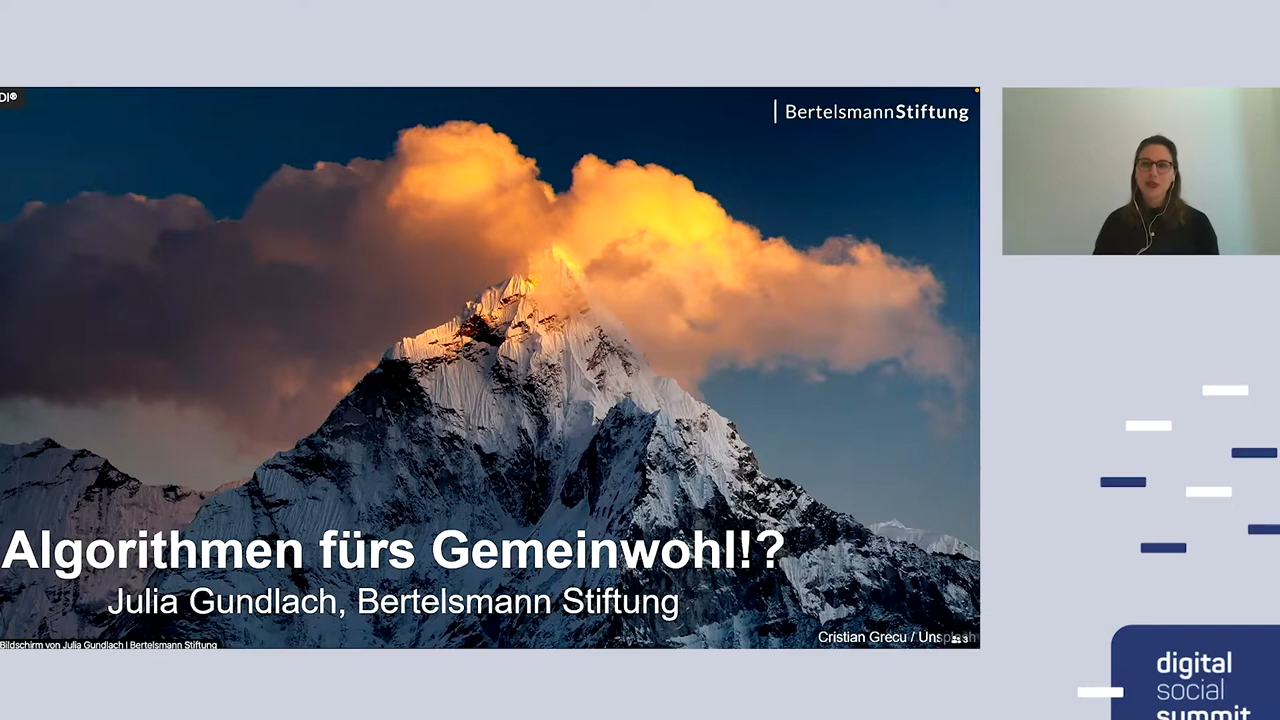 DI®
BertelsmannStiftung
Algorithmen fürs Gemeinwohl!?
Julia Gundlach, Bertelsmann Stiftung
Cristian Grecu / Unsplash
Bildschirm von Julia Gundlach | Bertelsmann Stiftung
digital
social
summit